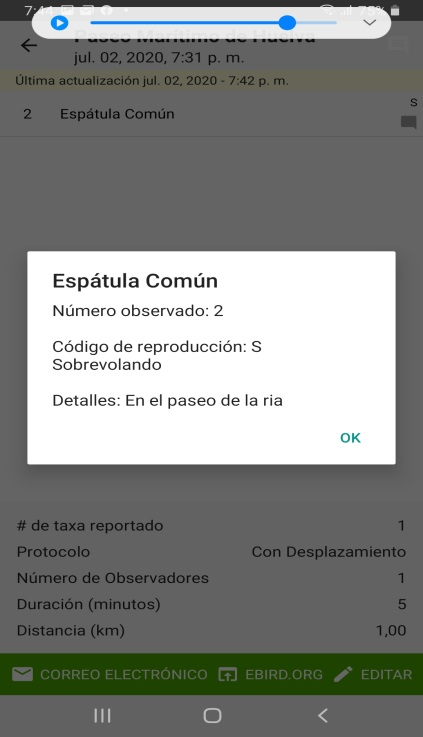 7:44 75%
Paseo Marítimo de Huelva
jul. 02, 2020, 7:31 p. m.
Última actualización jul. 02, 2020 - 7:42 p. m.
S
2 Espátula Común
Espátula Común
Número observado: 2
Código de reproducción: S
Sobrevolando
Detalles: En el paseo de la ria
OK
# de taxa reportado 1
Protocolo Con Desplazamiento
Número de Observadores 1
Duración (minutos) 5
Distancia (km) 1,00
CORREO ELECTRÓNICO EBIRD.ORG EDITAR